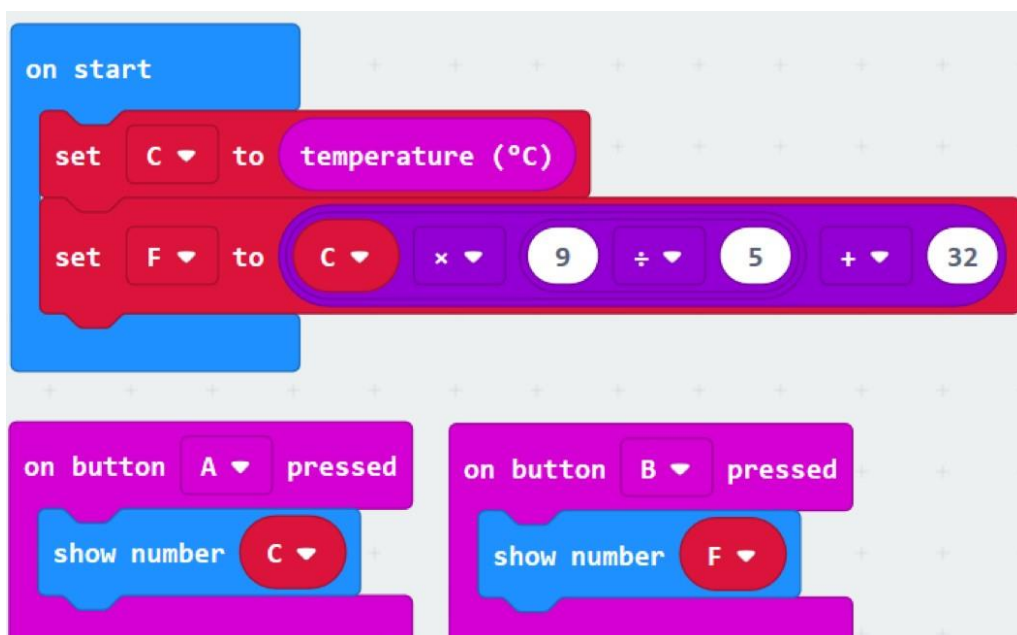 on start
set C to temperature (°C)
set F to C × 9 ÷ 5 + 32
on button A pressed
show number C
on button B pressed
show number F